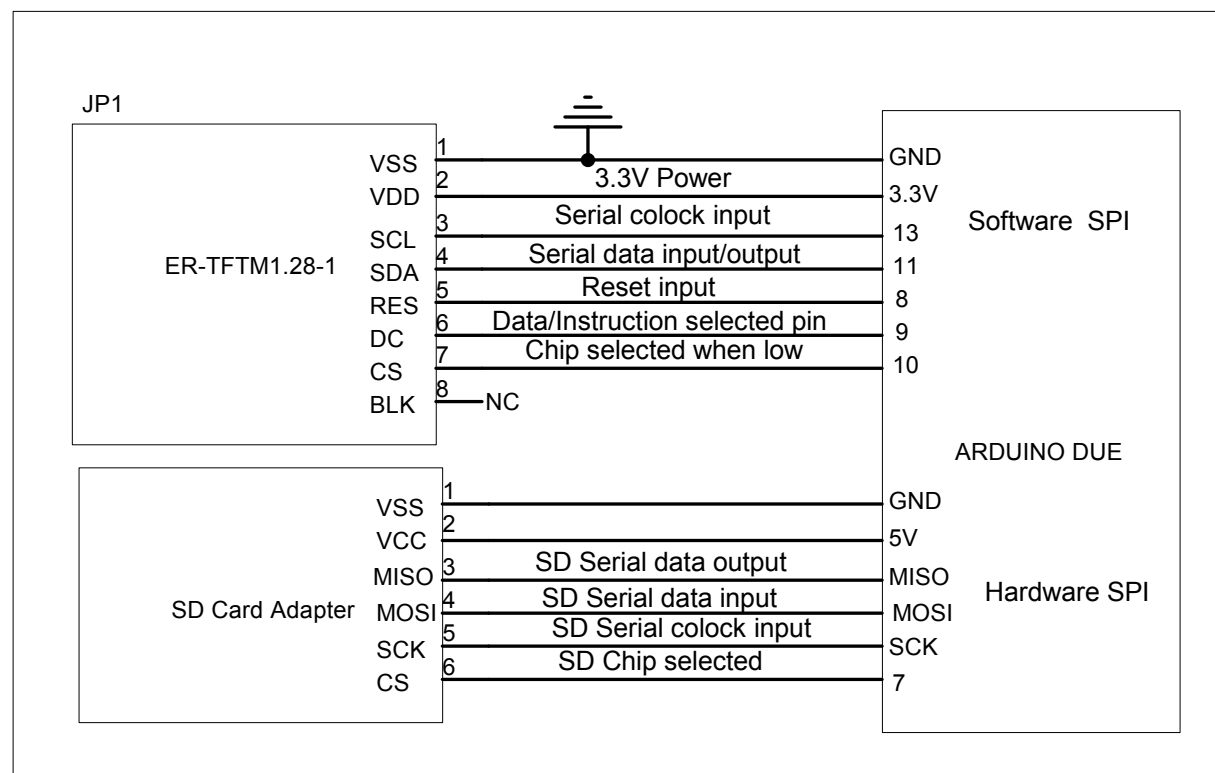 JP1
ER-TFTM1.28-1
VSS 1 GND
VDD 2 3.3V Power 3.3V
SCL 3 Serial colock input 13
SDA 4 Serial data input/output 11
RES 5 Reset input 8
DC 6 Data/Instruction selected pin 9
CS 7 Chip selected when low 10
BLK 8 NC
Software SPI
ARDUINO DUE
SD Card Adapter
VSS 1 GND
VCC 2 5V
MISO 3 SD Serial data output MISO
MOSI 4 SD Serial data input MOSI
SCK 5 SD Serial colock input SCK
CS 6 SD Chip selected 7
Hardware SPI